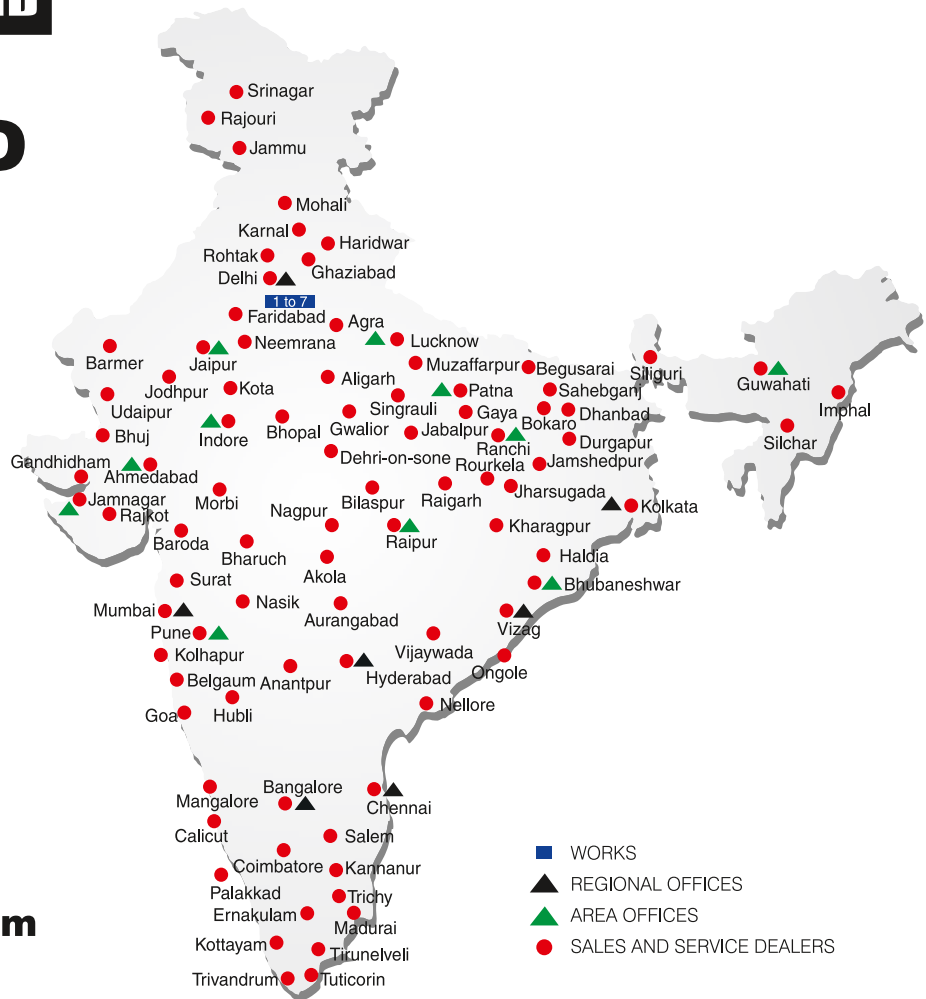 Srinagar
Rajouri
Jammu
Mohali
Karnal
Haridwar
Rohtak
Ghaziabad
Delhi
1 to 7
Faridabad
Agra
Neemrana
Lucknow
Barmer
Jaipur
Muzaffarpur
Begusarai
Siliguri
Guwahati
Jodhpur
Kota
Aligarh
Patna
Sahebganj
Imphal
Udaipur
Singrauli
Gaya
Bokaro
Dhanbad
Bhuj
Indore
Bhopal
Gwalior
Jabalpur
Ranchi
Durgapur
Silchar
Gandhidham
Ahmedabad
Dehri-on-sone
Rourkela
Jamshedpur
Jamnagar
Morbi
Bilaspur
Raigarh
Jharsugada
Kolkata
Rajkot
Nagpur
Raipur
Kharagpur
Baroda
Bharuch
Akola
Haldia
Surat
Bhubaneshwar
Mumbai
Nasik
Aurangabad
Vizag
Pune
Vijaywada
Kolhapur
Hyderabad
Ongole
Belgaum
Anantpur
Goa
Hubli
Nellore
Mangalore
Bangalore
Chennai
Calicut
Salem
Coimbatore
Kannanur
Palakkad
Trichy
Ernakulam
Madurai
Kottayam
Tirunelveli
Trivandrum
Tuticorin
WORKS
REGIONAL OFFICES
AREA OFFICES
SALES AND SERVICE DEALERS
m